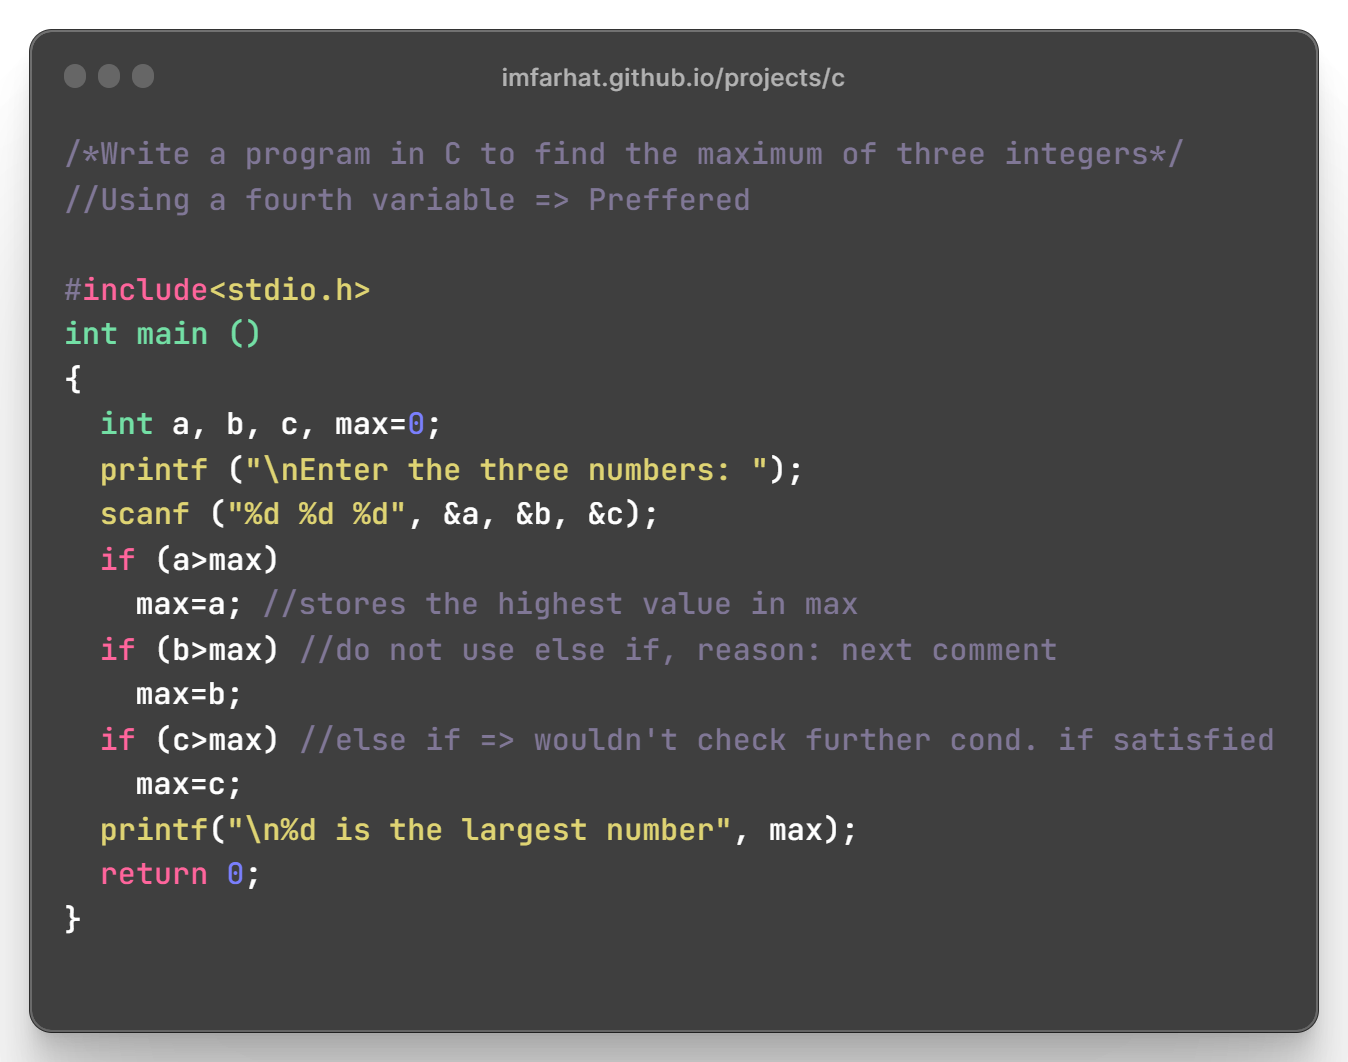 imfarhat.github.io/projects/c
/*Write a program in C to find the maximum of three integers*/
//Using a fourth variable => Preffered
#include<stdio.h>
int main ()
{
  int a, b, c, max=0;
  printf ("\nEnter the three numbers: ");
  scanf ("%d %d %d", &a, &b, &c);
  if (a>max)
    max=a; //stores the highest value in max
  if (b>max) //do not use else if, reason: next comment
    max=b;
  if (c>max) //else if => wouldn't check further cond. if satisfied
    max=c;
  printf("\n%d is the largest number", max);
  return 0;
}